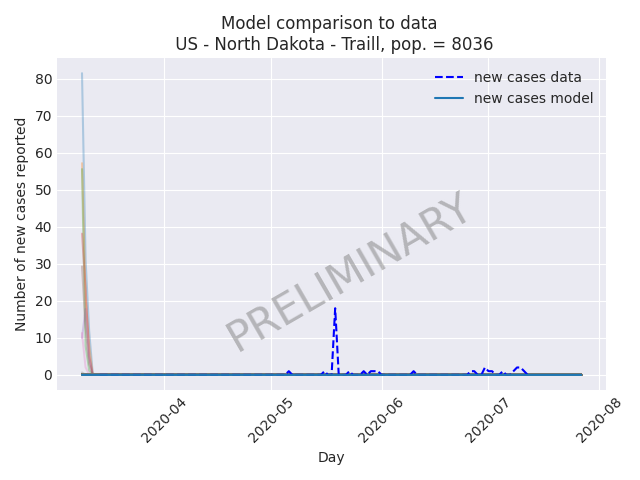 Model comparison to data
US - North Dakota - Traill, pop. = 8036
new cases data
new cases model
Number of new cases reported
80
70
60
50
40
30
20
10
0
PRELIMINARY
2020-04
2020-05
2020-06
2020-07
2020-08
Day